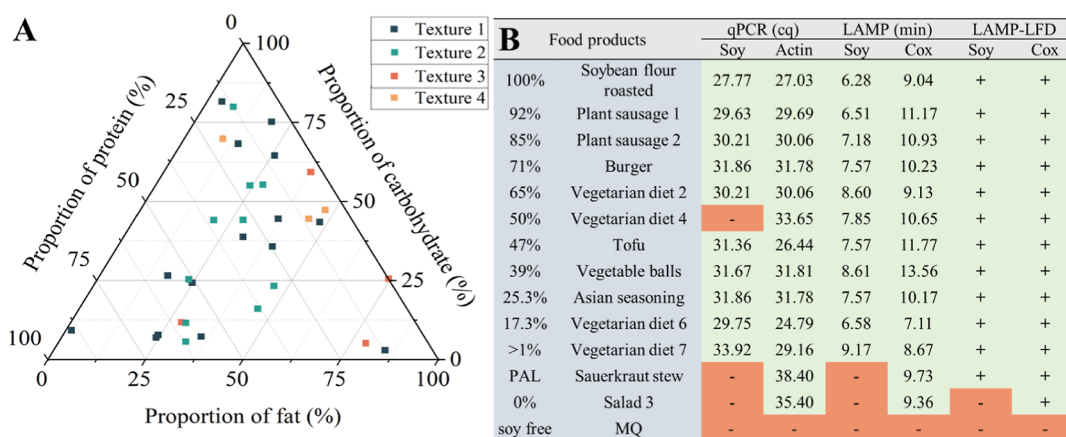 A
0
100
Texture 1
Texture 2
Texture 3
Texture 4
Proportion of protein (%)
Proportion of carbohydrate (%)
25
75
50
50
75
25
100
0
0
25
50
75
100
Proportion of fat (%)
B
Food products qPCR (cq) LAMP (min) LAMP-LFD
Soy Actin Soy Cox Soy Cox
100% Soybean flour roasted 27.77 27.03 6.28 9.04 + +
92% Plant sausage 1 29.63 29.69 6.51 11.17 + +
85% Plant sausage 2 30.21 30.06 7.18 10.93 + +
71% Burger 31.86 31.78 7.57 10.23 + +
65% Vegetarian diet 2 30.21 30.06 8.60 9.13 + +
50% Vegetarian diet 4 - 33.65 7.85 10.65 + +
47% Tofu 31.36 26.44 7.57 11.77 + +
39% Vegetable balls 31.67 31.81 8.61 13.56 + +
25.3% Asian seasoning 31.86 31.78 7.57 10.17 + +
17.3% Vegetarian diet 6 29.75 24.79 6.58 7.11 + +
>1% Vegetarian diet 7 33.92 29.16 9.17 8.67 + +
PAL Sauerkraut stew - 38.40 - 9.73 + +
0% Salad 3 - 35.40 - 9.36 - +
soy free MQ - - - - - -